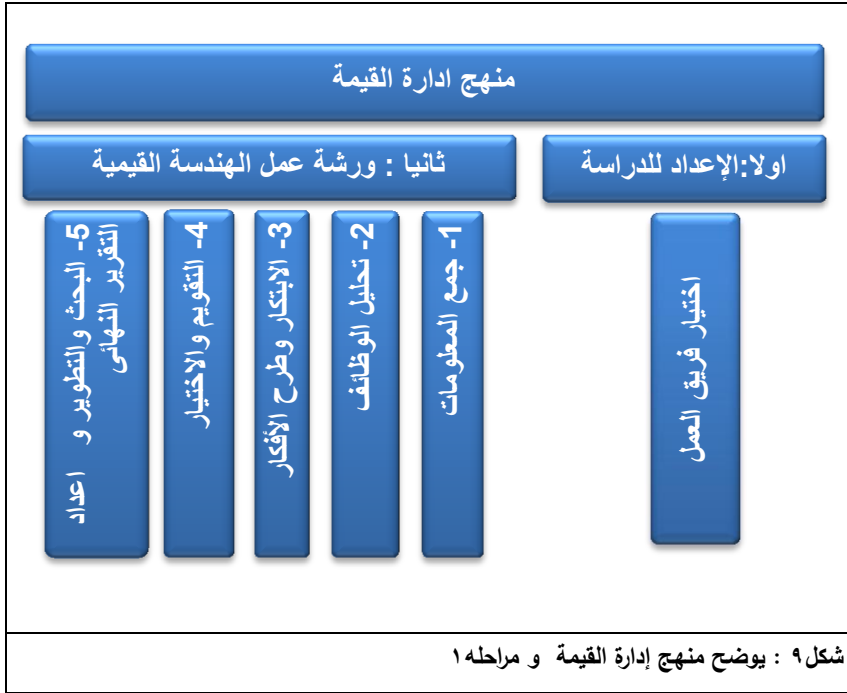 منهج ادارة القيمة
اولا:الإعداد للدراسة
ثانيا : ورشة عمل الهندسة القيمية
اختيار فريق العمل
1- جمع المعلومات
2- تحليل الوظائف
3- الابتكار وطرح الأفكار
4- التقويم والاختيار
5- البحث والتطوير و اعداد
التقرير النهائى
شكل٩ : يوضح منهج إدارة القيمة و مراحله١